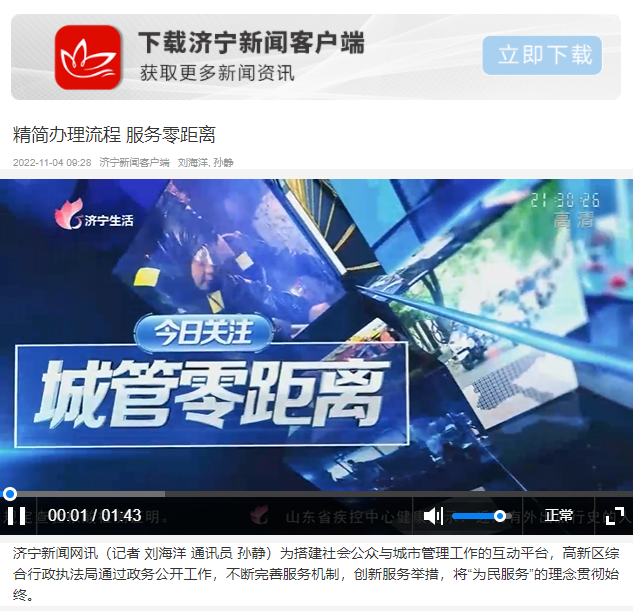 下载济宁新闻客户端
获取更多新闻资讯
立即下载
精简办理流程 服务零距离
2022-11-04 09:28 济宁新闻客户端 刘海洋, 孙静
济宁生活
21:30:26
高清
今日关注
城管零距离
00:01 / 01:43
山东省疾控中心健康
正常
济宁新闻网讯（记者 刘海洋 通讯员 孙静）为搭建社会公众与城市管理工作的互动平台，高新区综
合行政执法局通过政务公开工作，不断完善服务机制，创新服务举措，将“为民服务”的理念贯彻始
终。